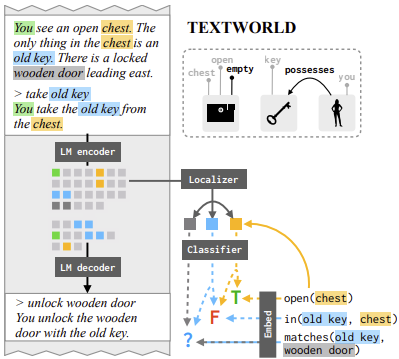 You see an open chest. The
only thing in the chest is an
old key. There is a locked
wooden door leading east.
> take old key
You take the old key from
the chest.
LM encoder
LM decoder
> unlock wooden door
You unlock the wooden
door with the old key.
TEXTWORLD
open
key
chest
empty
possesses
you
Localizer
Classifier
T
F
?
Embed
open(chest)
in(old key, chest)
matches(old key,
wooden door)